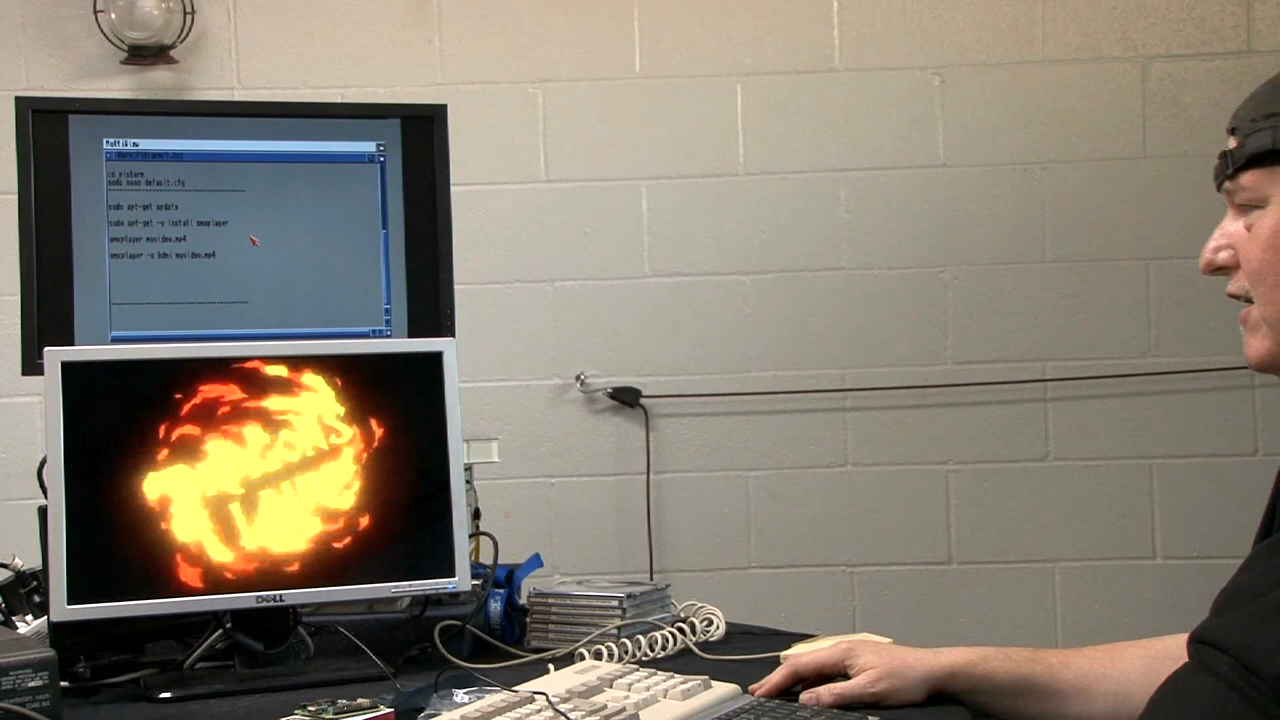 MultiView
cd pistorm
sudo nano default.cfg
sudo apt-get update
sudo apt-get -y install omxplayer
omxplayer myvideo.mp4
omxplayer -o hdmi myvideo.mp4
DELL